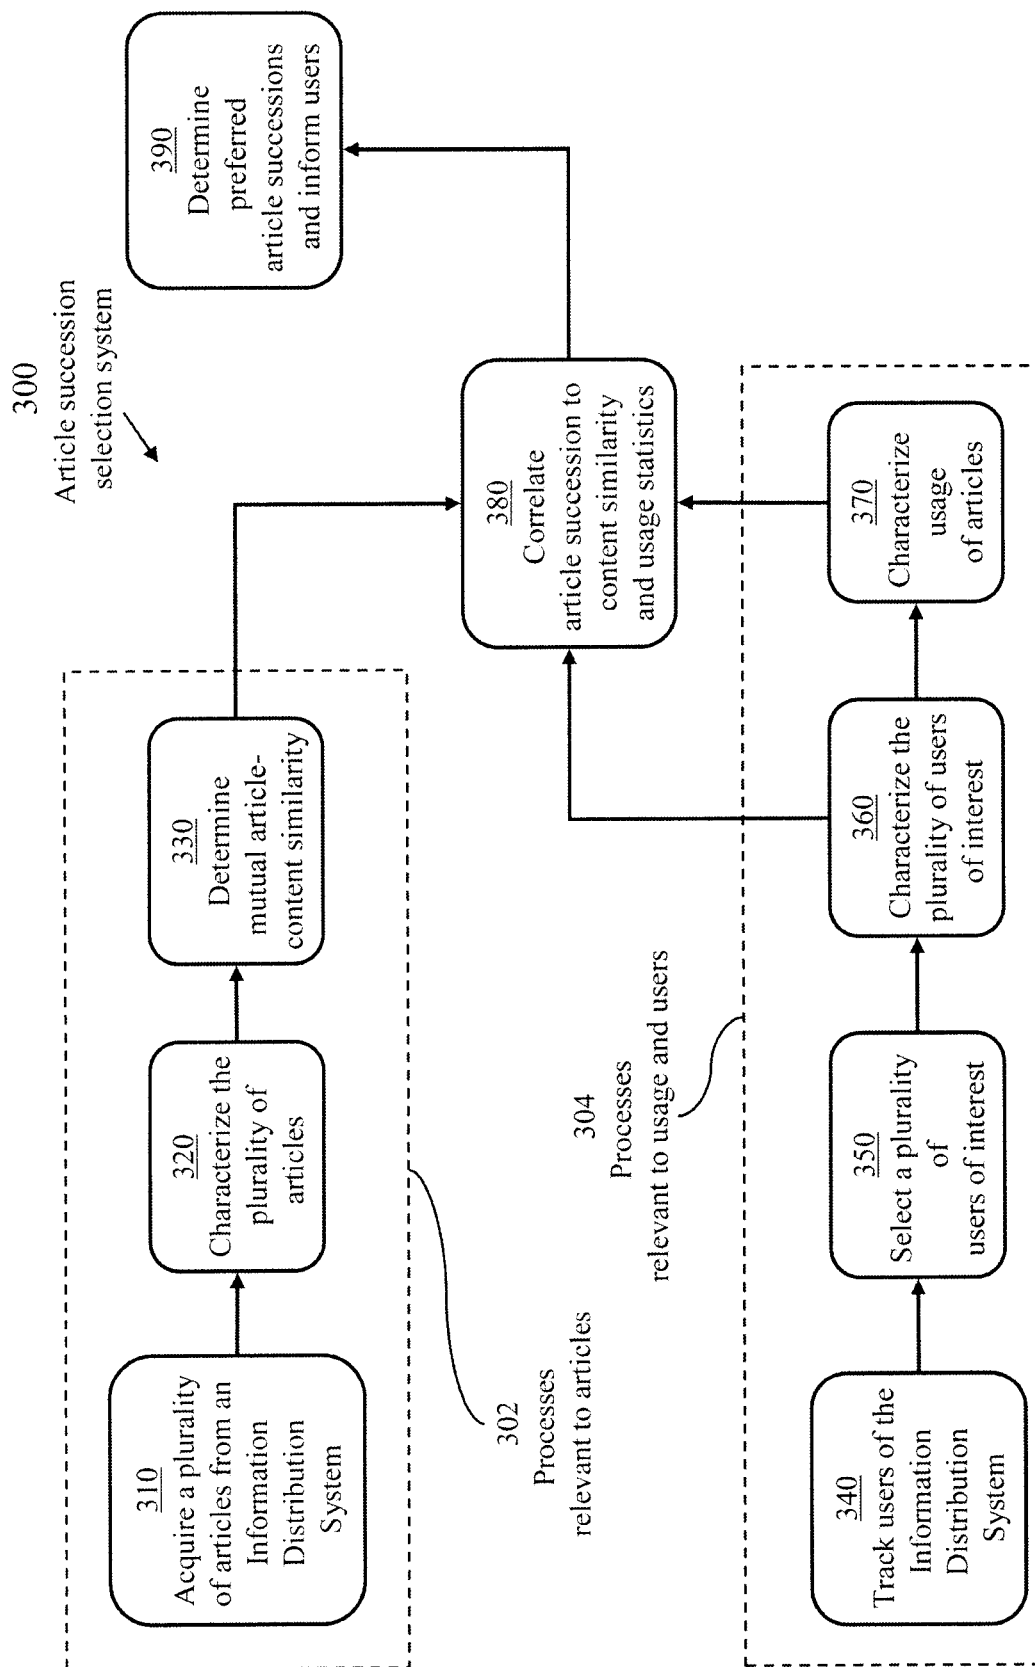 300
Article succession
selection system
310
Acquire a plurality
of articles from an
Information
Distribution
System
320
Characterize the
plurality of
articles
330
Determine
mutual article-
content similarity
302
Processes
relevant to articles
304
Processes
relevant to usage and users
340
Track users of the
Information
Distribution
System
350
Select a plurality
of
users of interest
360
Characterize the
plurality of users
of interest
370
Characterize
usage
of articles
380
Correlate
article succession to
content similarity
and usage statistics
390
Determine
preferred
article successions
and inform users